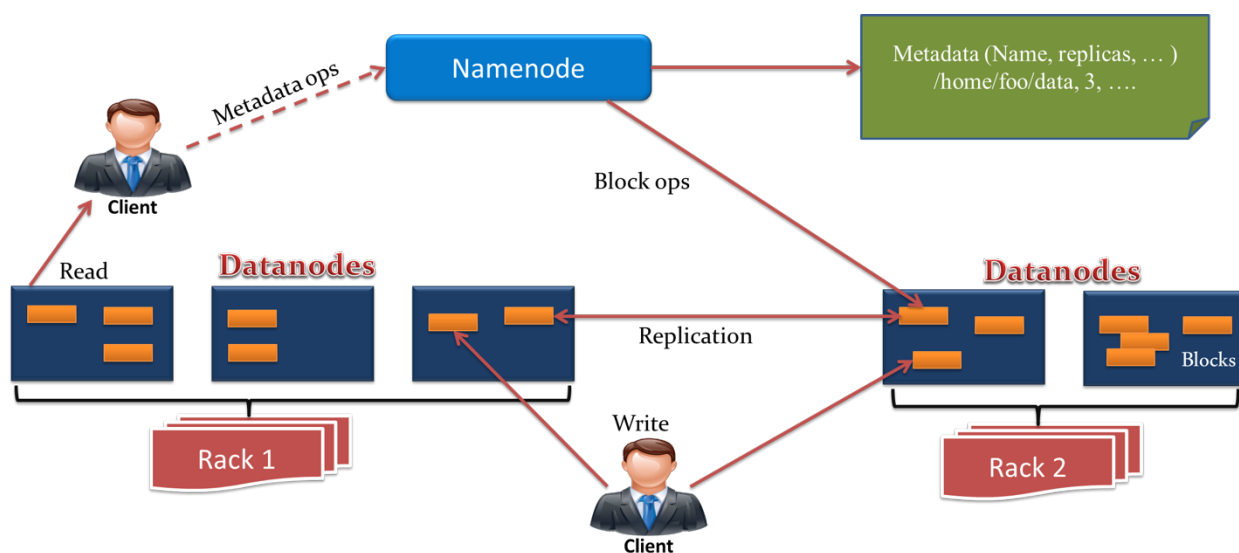 Namenode
Metadata (Name, replicas, … )
/home/foo/data, 3, ….
Metadata ops
Client
Block ops
Read
Datanodes
Datanodes
Replication
Blocks
Write
Rack 1
Rack 2
Client